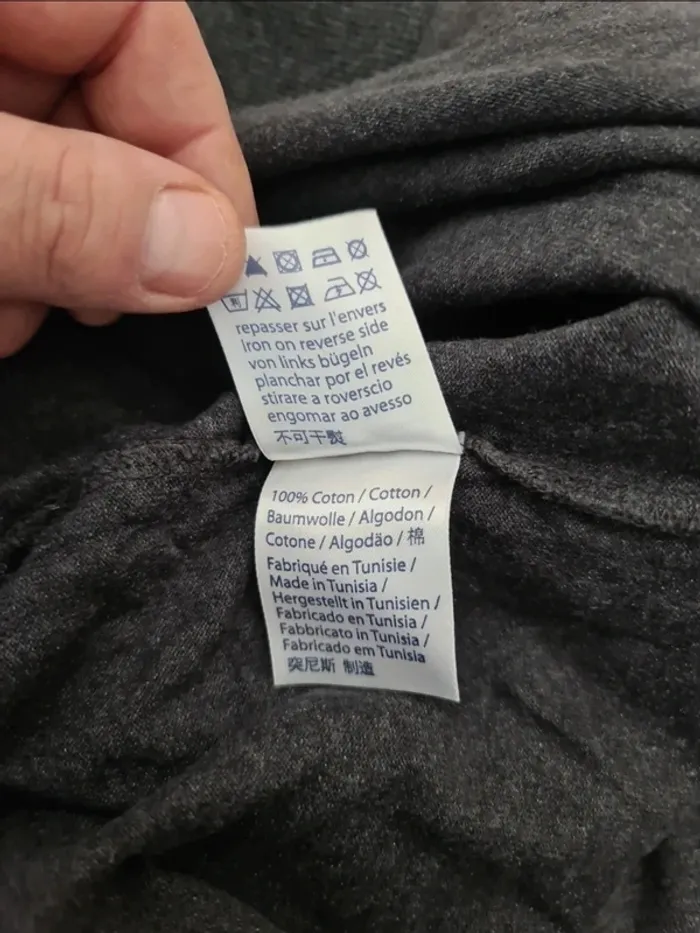 repasser sur l'envers
Iron on reverse side
von links bügeln
planchar por el revés
stirare a roverscio
engomar ao avesso
不可干熨
100% Coton / Cotton /
Baumwolle / Algodon /
Cotone / Algodão / 棉
Fabriqué en Tunisie /
Made in Tunisia /
Hergestellt in Tunisien /
Fabricado en Tunisia /
Fabbricato in Tunisia /
Fabricado em Tunisia
突尼斯 制造